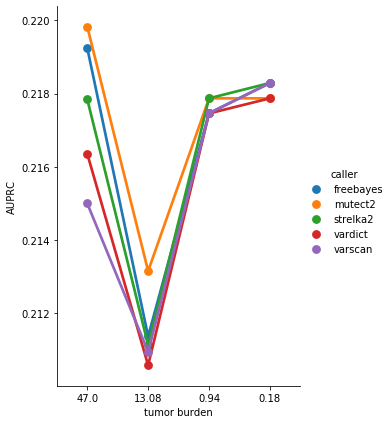 0.220
0.218
0.216
0.214
0.212
AUPRC
47.0 13.08 0.94 0.18
tumor burden
caller
freebayes
mutect2
strelka2
vardict
varscan